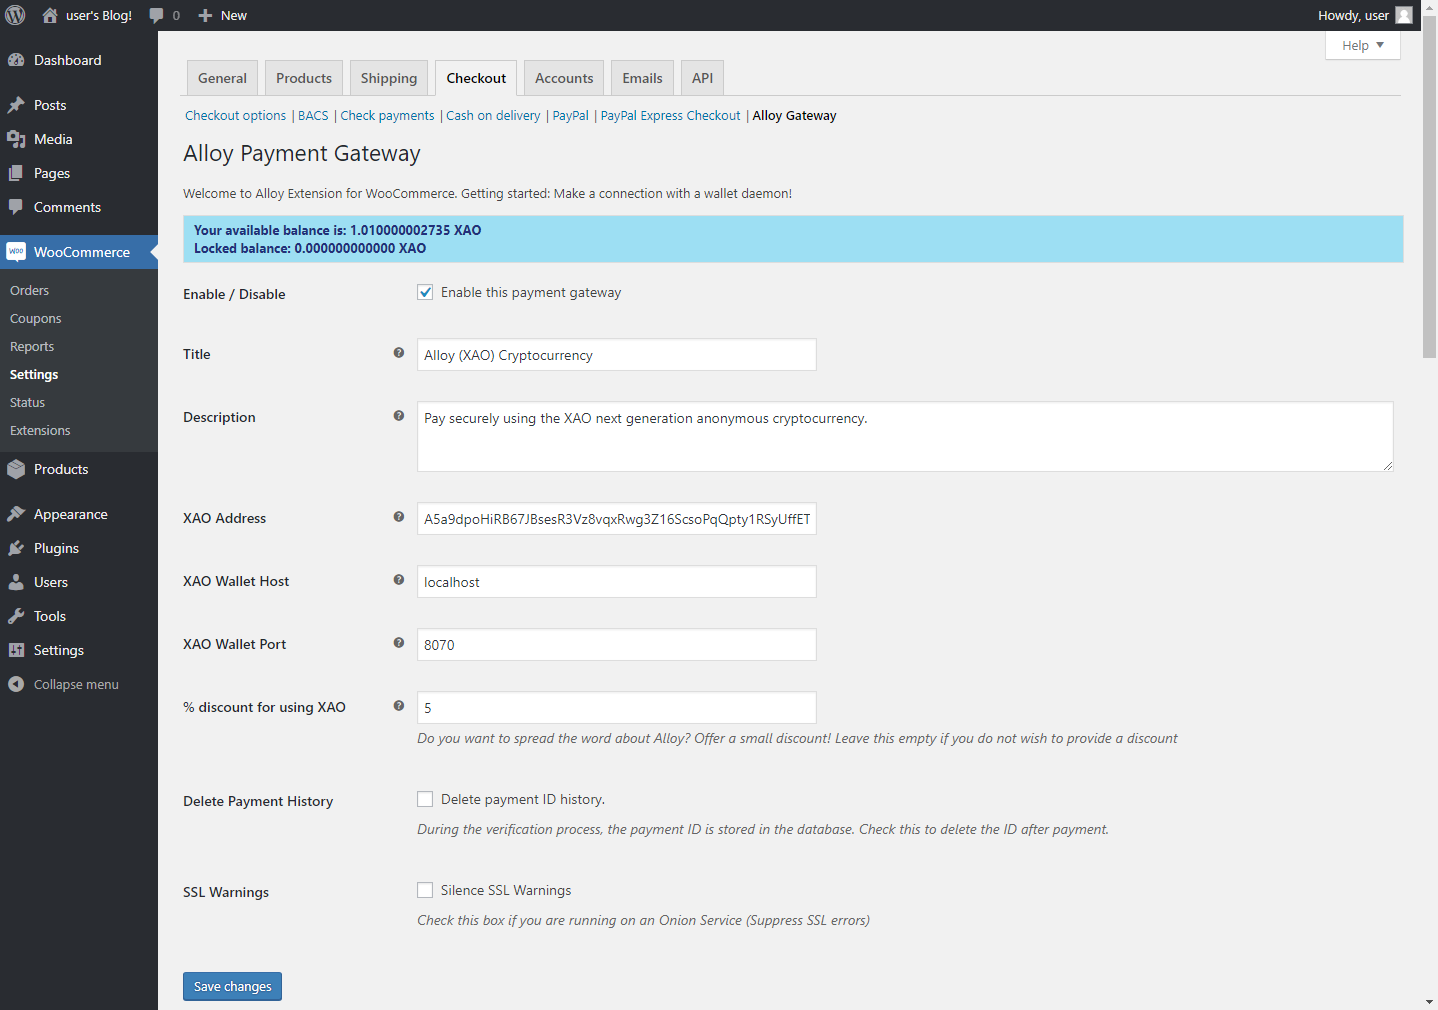 user's Blog! 0 New Howdy, user
Help
Dashboard
Posts
Media
Pages
Comments
WooCommerce
Orders
Coupons
Reports
Settings
Status
Extensions
Products
Appearance
Plugins
Users
Tools
Settings
Collapse menu
General Products Shipping Checkout Accounts Emails API
Checkout options | BACS | Check payments | Cash on delivery | PayPal | PayPal Express Checkout | Alloy Gateway
Alloy Payment Gateway
Welcome to Alloy Extension for WooCommerce. Getting started: Make a connection with a wallet daemon!
Your available balance is: 1.010000002735 XAO
Locked balance: 0.000000000000 XAO
Enable / Disable Enable this payment gateway
Title Alloy (XAO) Cryptocurrency
Description Pay securely using the XAO next generation anonymous cryptocurrency.
XAO Address A5a9dpoHiRB67JBsesR3Vz8vqxRwg3Z16ScsoPqQpty1RSyUffET
XAO Wallet Host localhost
XAO Wallet Port 8070
% discount for using XAO 5
Do you want to spread the word about Alloy? Offer a small discount! Leave this empty if you do not wish to provide a discount
Delete Payment History Delete payment ID history.
During the verification process, the payment ID is stored in the database. Check this to delete the ID after payment.
SSL Warnings Silence SSL Warnings
Check this box if you are running on an Onion Service (Suppress SSL errors)
Save changes